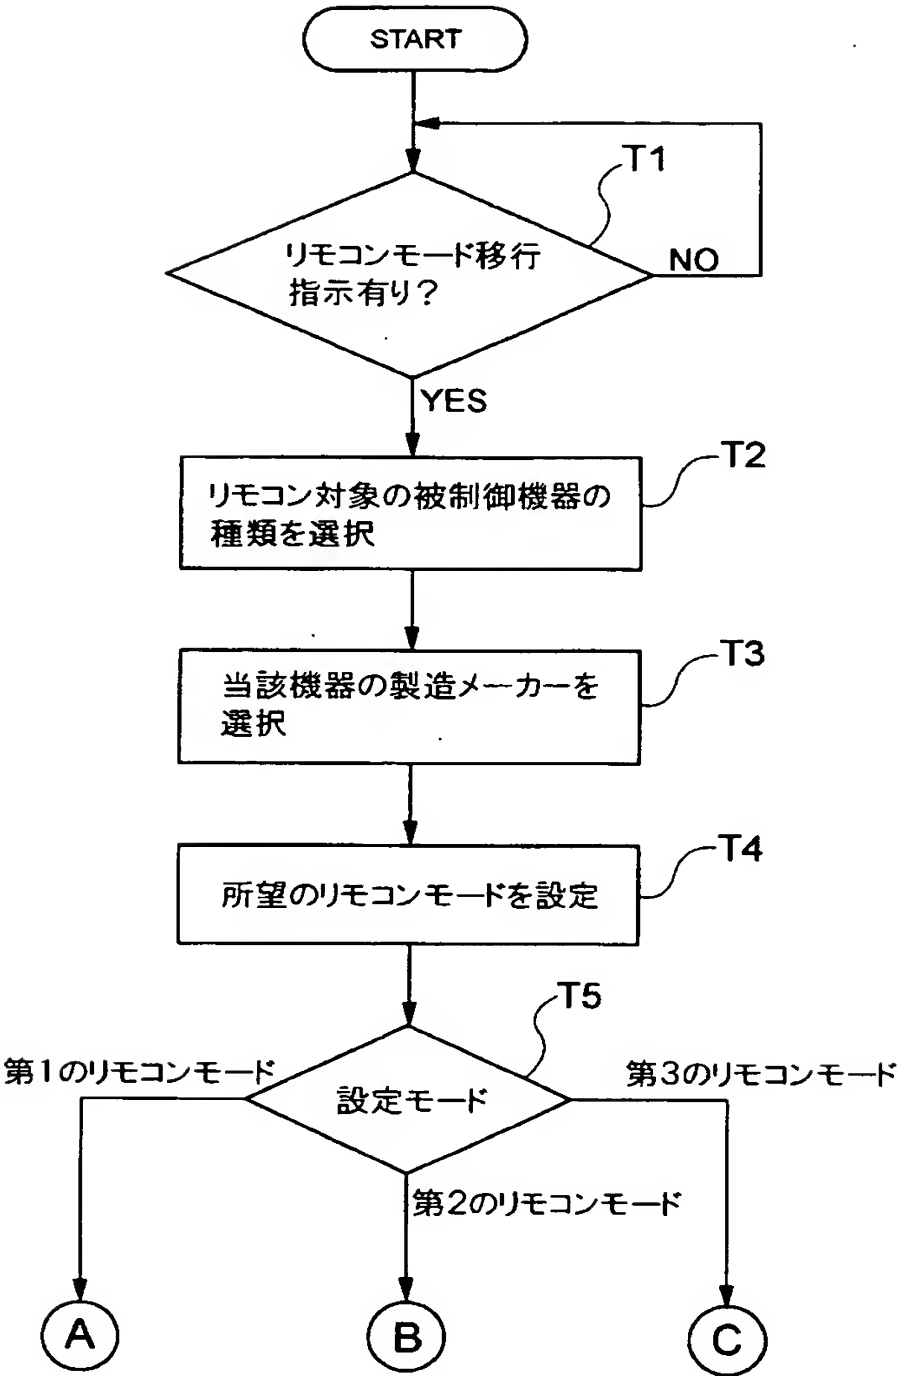 START
T1
リモコンモード移行
指示有り?
NO
YES
T2
リモコン対象の被制御機器の
種類を選択
T3
当該機器の製造メーカーを
選択
T4
所望のリモコンモードを設定
T5
第1のリモコンモード
第3のリモコンモード
設定モード
第2のリモコンモード
A
B
C